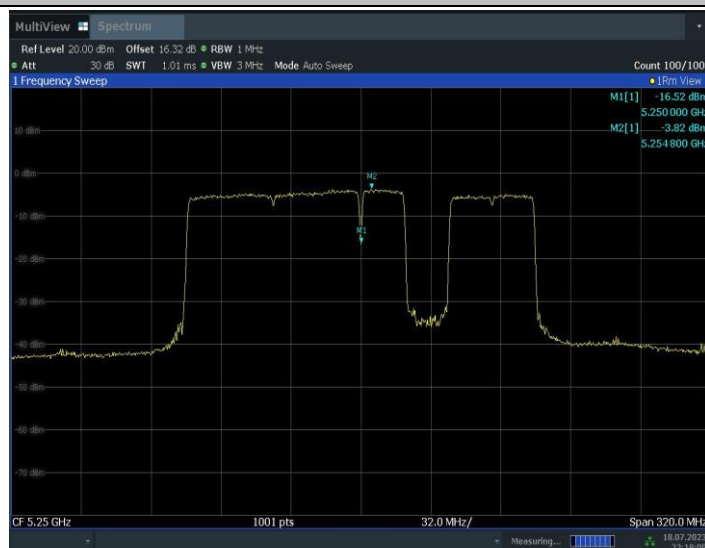 MultiView Spectrum
Ref Level 20.00 dBm Offset 16.32 dB RBW 1 MHz
Att 30 dB SWT 1.01 ms VBW 3 MHz Mode Auto Sweep Count 100/100
1 Frequency Sweep 1Rm View
M1[1] -16.52 dBm
5.250 000 GHz
10 dBm
M2[1] -3.82 dBm
5.254 800 GHz
0 dBm
M2
-10 dBm
M1
-20 dBm
-30 dBm
-40 dBm
-50 dBm
-60 dBm
-70 dBm
CF 5.25 GHz 1001 pts 32.0 MHz/ Span 320.0 MHz
Measuring... 18.07.2023